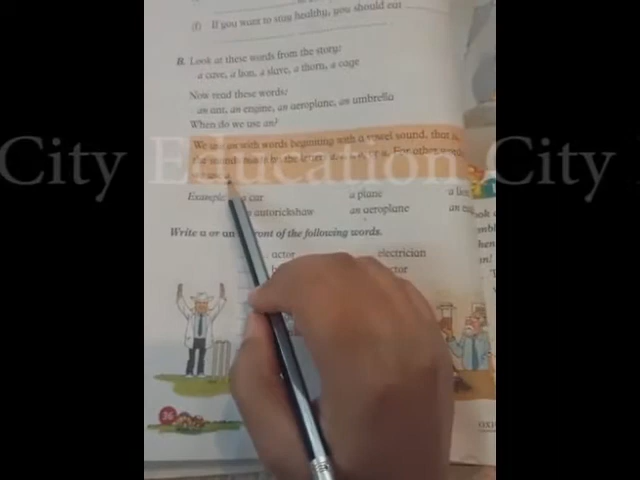 (f) If you want to stay healthy, you should eat
B. Look at these words from the story:
a cave, a lion, a slave, a thorn, a cage
Now read these words:
an ant, an engine, an aeroplane, an umbrella
When do we use an?
We use an with words beginning with a vowel sound, that is,
the sounds made by the letters a, e, i, o, or u. For other words
Example a car a plane a lion
autorickshaw an aeroplane an
Write a or an front of the following words.
actor electrician
36
City Education City